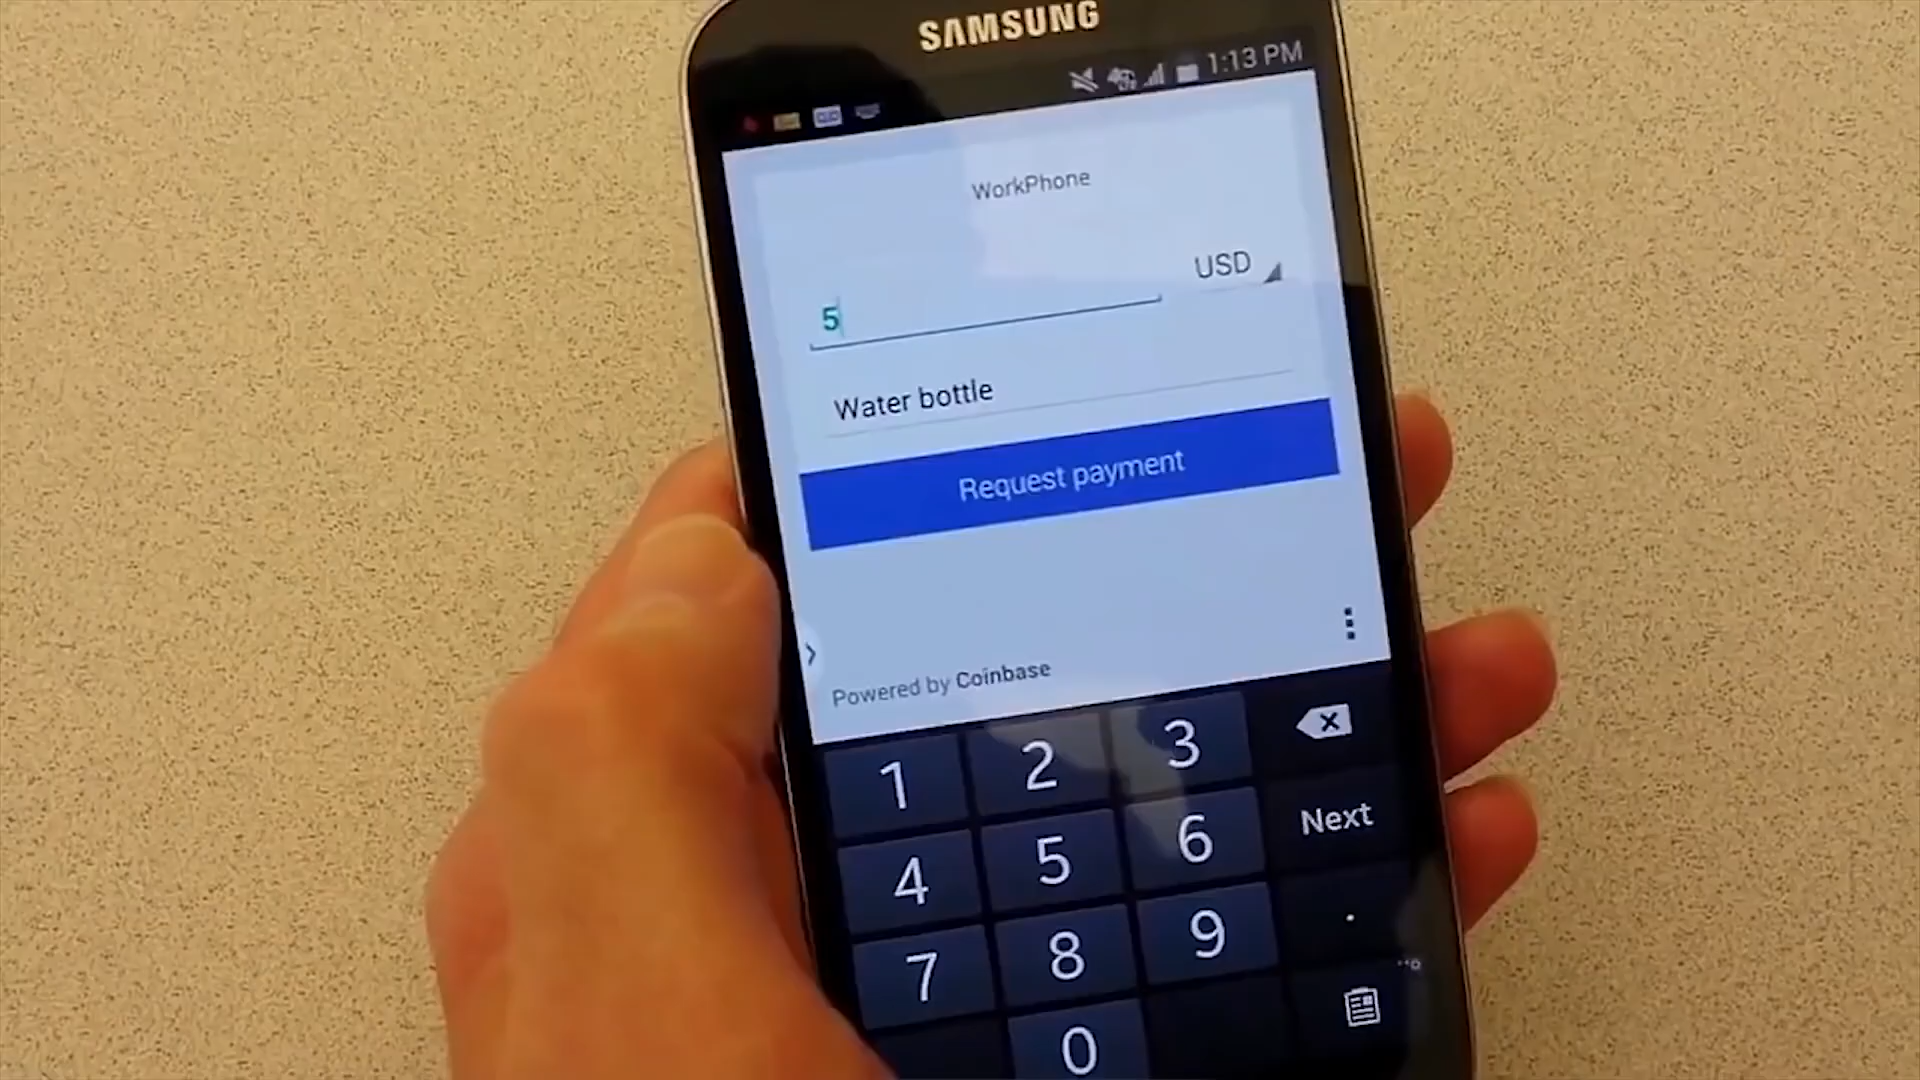 SAMSUNG
1:13 PM
WorkPhone
5
USD
Water bottle
Request payment
Powered by Coinbase
1 2 3
4 5 6 Next
7 8 9 .
0